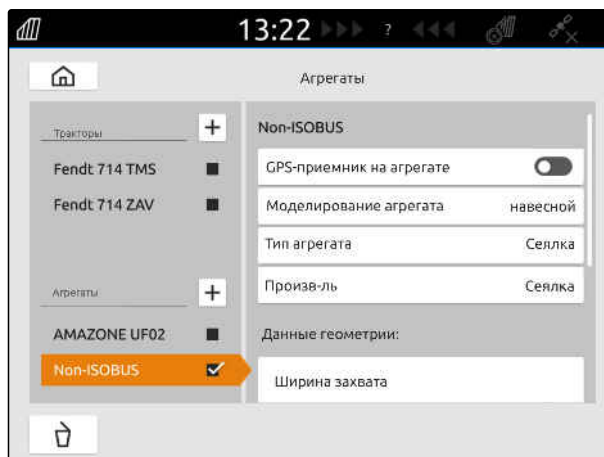 13:22 ?
Агрегаты
Тракторы
Fendt 714 TMS
Fendt 714 ZAV
Агрегаты
AMAZONE UF02
Non-ISOBUS
Non-ISOBUS
GPS-приемник на агрегате
Моделирование агрегата навесной
Тип агрегата Сеялка
Произв-ль Сеялка
Данные геометрии:
Ширина захвата